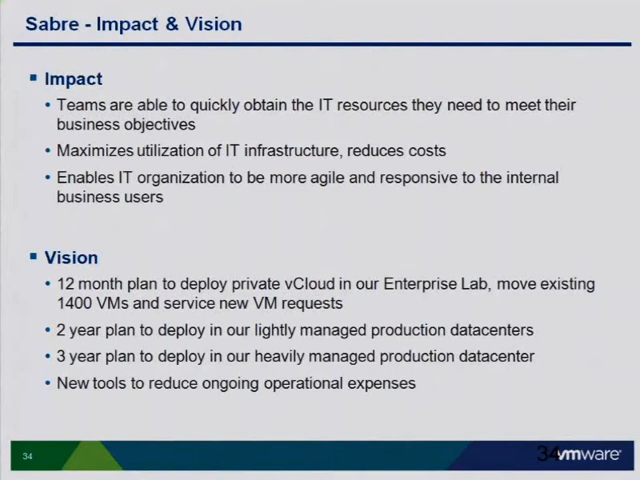 Sabre - Impact & Vision
Impact
Teams are able to quickly obtain the IT resources they need to meet their
business objectives
Maximizes utilization of IT infrastructure, reduces costs
Enables IT organization to be more agile and responsive to the internal
business users
Vision
12 month plan to deploy private vCloud in our Enterprise Lab, move existing
1400 VMs and service new VM requests
2 year plan to deploy in our lightly managed production datacenters
3 year plan to deploy in our heavily managed production datacenter
New tools to reduce ongoing operational expenses
34
34 vmware